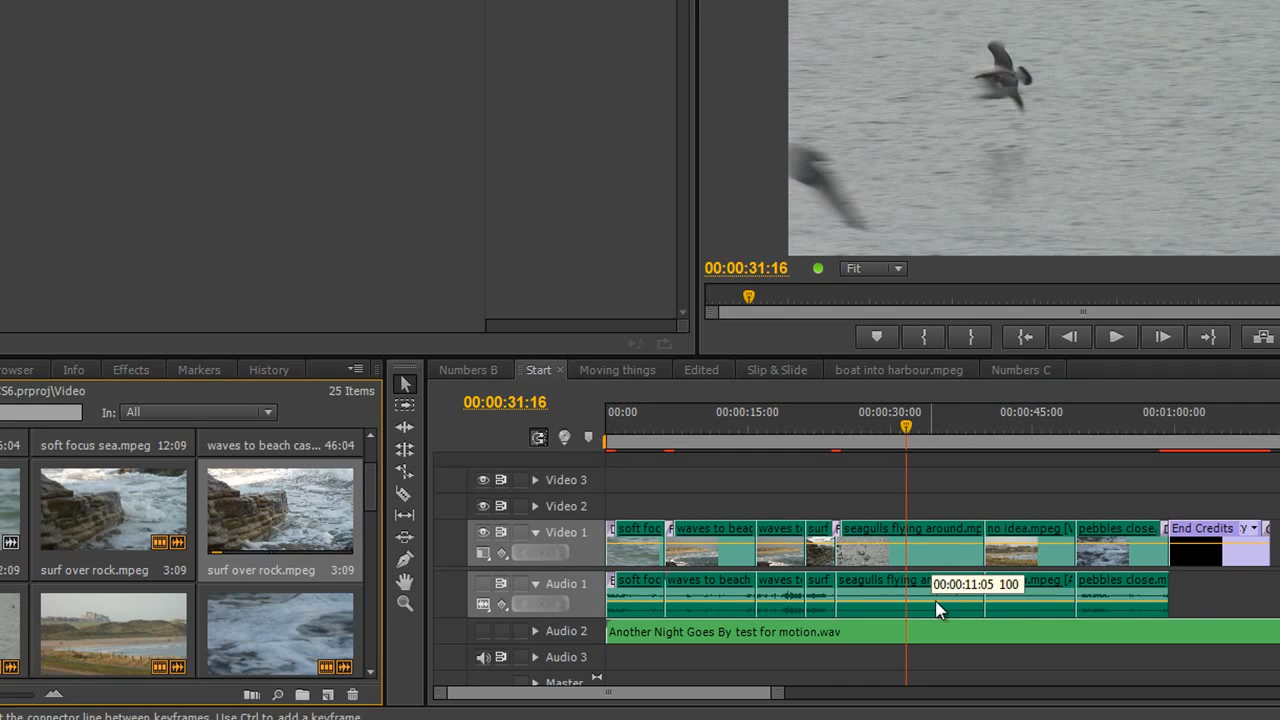 00:00:31:16
Fit
rowser
Info
Effects
Markers
History
CS6.prproj\Video
25 Items
In:
All
6:04
soft focus sea.mpeg 12:09
waves to beach cas... 46:04
2:09
surf over rock.mpeg 3:09
surf over rock.mpeg 3:09
Numbers B
Start
Moving things
Edited
Slip & Slide
boat into harbour.mpeg
Numbers C
00:00:31:16
00:00
00:00:15:00
00:00:30:00
00:00:45:00
00:01:00:00
Video 3
Video 2
Video 1
soft foc
waves to beac
waves to
surf
seagulls flying around.mp
no idea.mpeg [V
pebbles close.
End Credits
Audio 1
soft foc
waves to beach
waves to
surf
seagulls flying ar
.mpeg [A
pebbles close.m
00:00:11:05 100
Audio 2
Another Night Goes By test for motion.wav
Audio 3
Master
t the connector line between keyframes. Use Ctrl to add a keyframe.